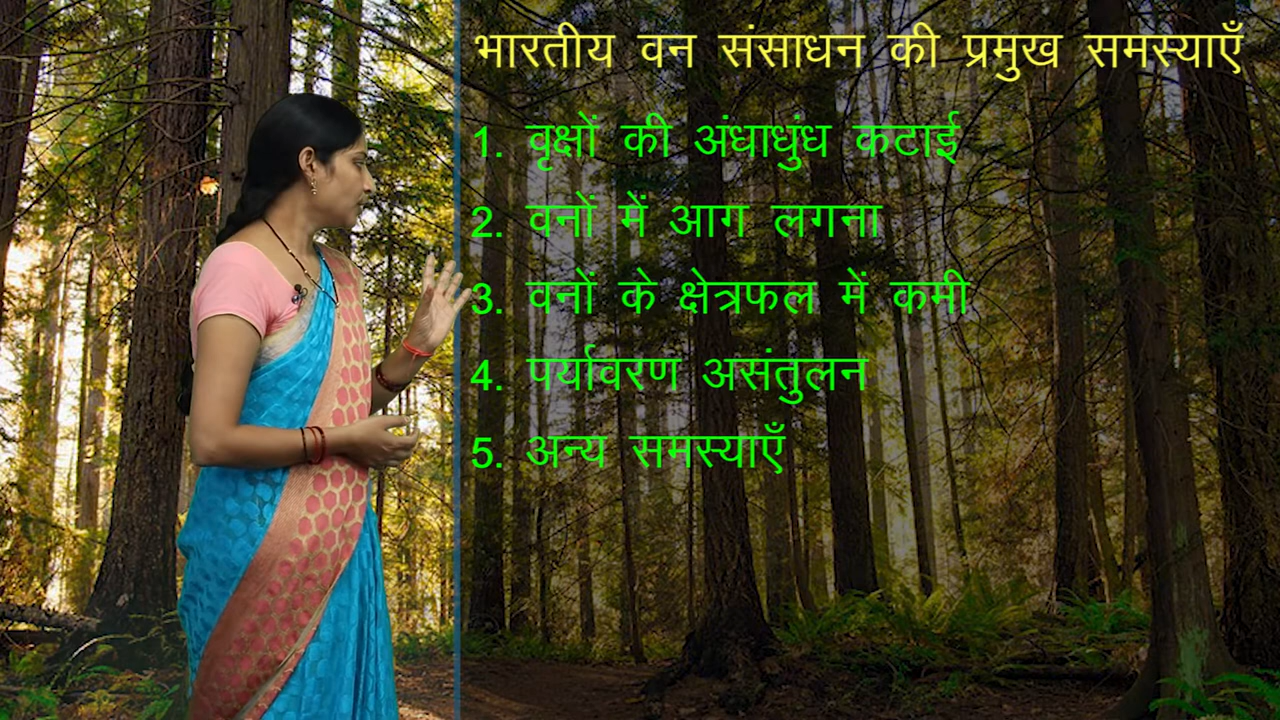 भारतीय वन संसाधन की प्रमुख समस्याएँ
1. वृक्षों की अंधाधुंध कटाई
2. वनों में आग लगना
3. वनों के क्षेत्रफल में कमी
4. पर्यावरण असंतुलन
5. अन्य समस्याएँ